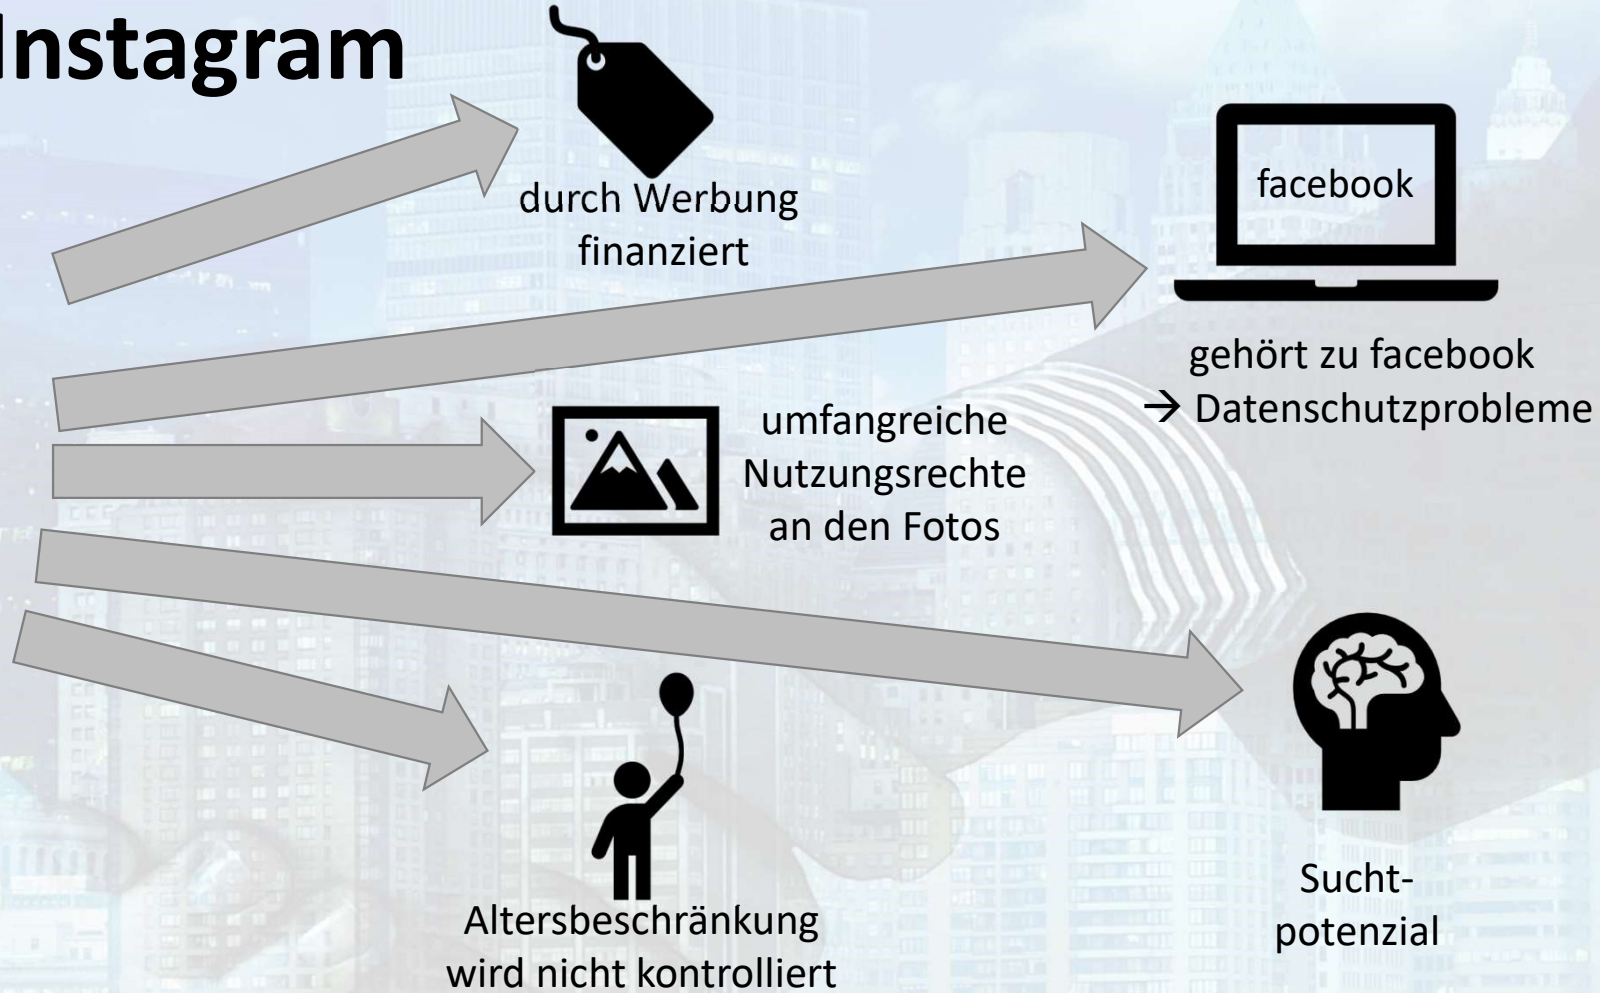 Instagram
durch Werbung
finanziert
facebook
gehört zu facebook
→ Datenschutzprobleme
umfangreiche
Nutzungsrechte
an den Fotos
Sucht-
potenzial
Altersbeschränkung
wird nicht kontrolliert